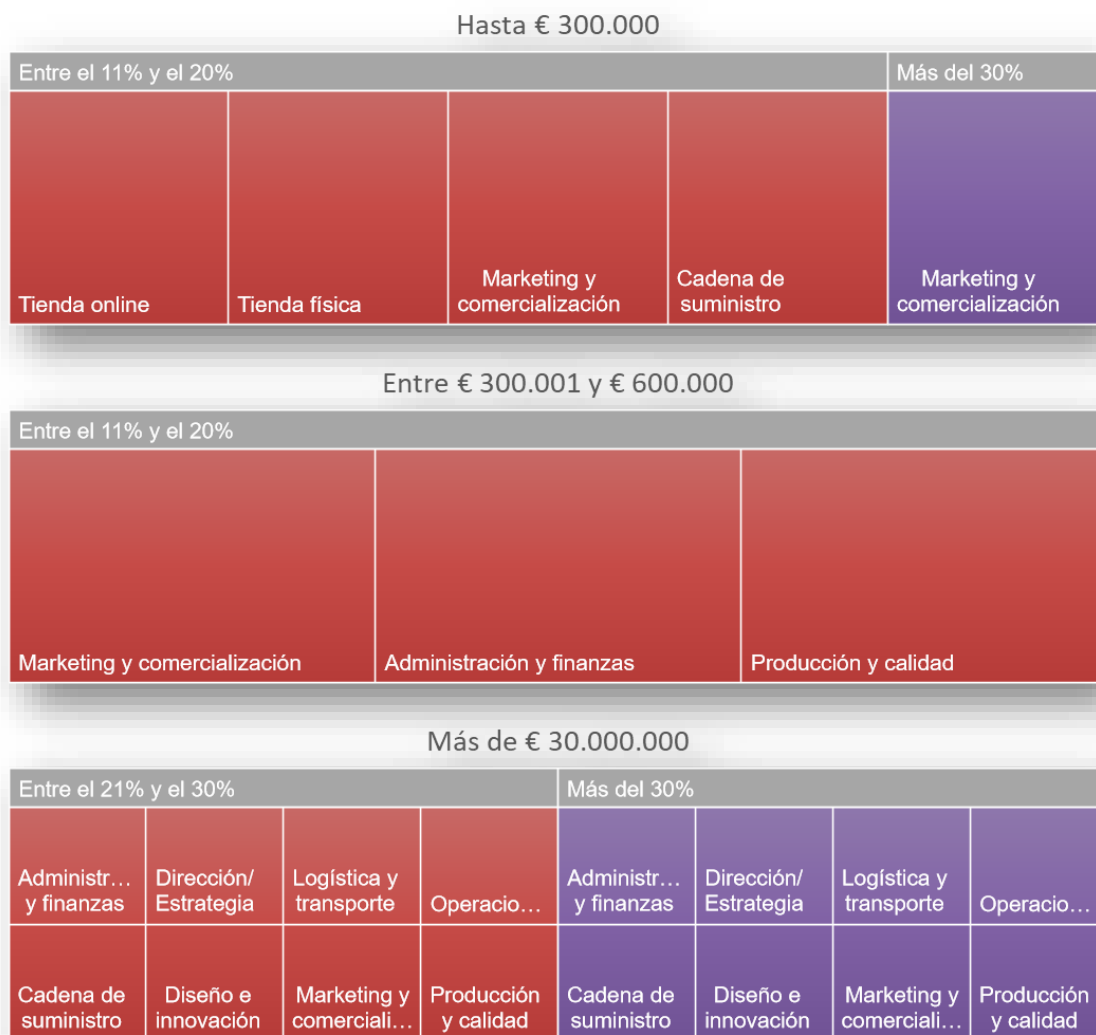 Hasta € 300.000
Entre el 11% y el 20%
Más del 30%
Tienda online
Tienda física
Marketing y
comercialización
Cadena de
suministro
Marketing y
comercialización
Entre € 300.001 y € 600.000
Entre el 11% y el 20%
Marketing y comercialización
Administración y finanzas
Producción y calidad
Más de € 30.000.000
Entre el 21% y el 30%
Más del 30%
Administr...
y finanzas
Dirección/
Estrategia
Logística y
transporte
Operacio...
Administr...
y finanzas
Dirección/
Estrategia
Logística y
transporte
Operacio...
Cadena de
suministro
Diseño e
innovación
Marketing y
comerciali...
Producción
y calidad
Cadena de
suministro
Diseño e
innovación
Marketing y
comerciali...
Producción
y calidad